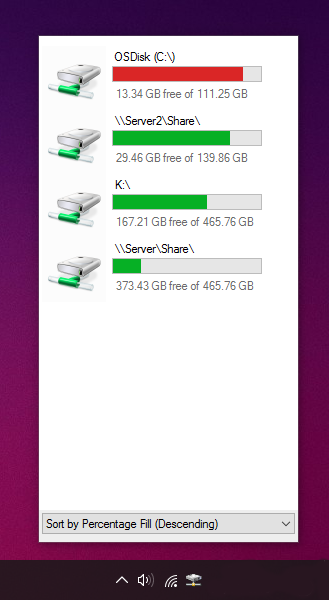 OSDisk (C:\)
13.34 GB free of 111.25 GB
\\Server2\Share\
29.46 GB free of 139.86 GB
K:\
167.21 GB free of 465.76 GB
\\Server\Share\
373.43 GB free of 465.76 GB
Sort by Percentage Fill (Descending)